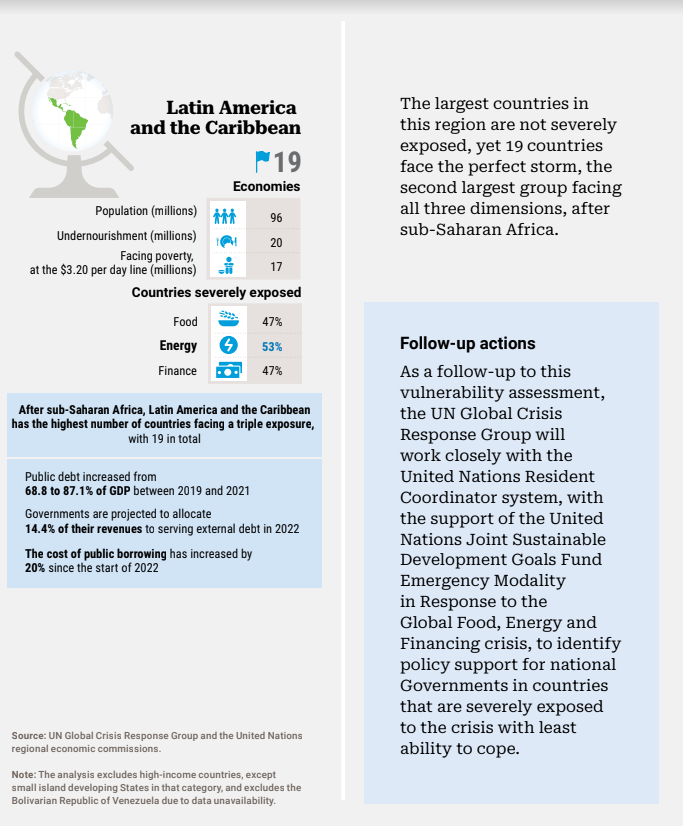 Latin America
and the Caribbean
19
Economies
Population (millions) 96
Undernourishment (millions) 20
Facing poverty,
at the $3.20 per day line (millions) 17
Countries severely exposed
Food 47%
Energy 53%
Finance 47%
After sub-Saharan Africa, Latin America and the Caribbean
has the highest number of countries facing a triple exposure,
with 19 in total
Public debt increased from
68.8 to 87.1% of GDP between 2019 and 2021
Governments are projected to allocate
14.4% of their revenues to serving external debt in 2022
The cost of public borrowing has increased by
20% since the start of 2022
Source: UN Global Crisis Response Group and the United Nations
regional economic commissions.
Note: The analysis excludes high-income countries, except
small island developing States in that category, and excludes the
Bolivarian Republic of Venezuela due to data unavailability.
The largest countries in
this region are not severely
exposed, yet 19 countries
face the perfect storm, the
second largest group facing
all three dimensions, after
sub-Saharan Africa.
Follow-up actions
As a follow-up to this
vulnerability assessment,
the UN Global Crisis
Response Group will
work closely with the
United Nations Resident
Coordinator system, with
the support of the United
Nations Joint Sustainable
Development Goals Fund
Emergency Modality
in Response to the
Global Food, Energy and
Financing crisis, to identify
policy support for national
Governments in countries
that are severely exposed
to the crisis with least
ability to cope.